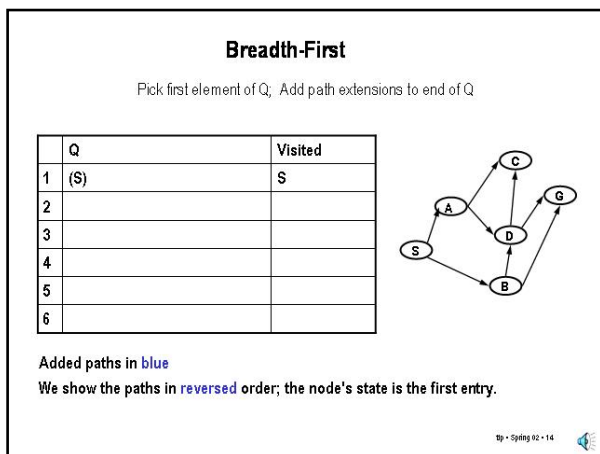 Breadth-First
Pick first element of Q; Add path extensions to end of Q
Q Visited
1 (S) S
2
3
4
5
6
C
G
A
D
S
B
Added paths in blue
We show the paths in reversed order; the node's state is the first entry.
tlp • Spring 02 • 14